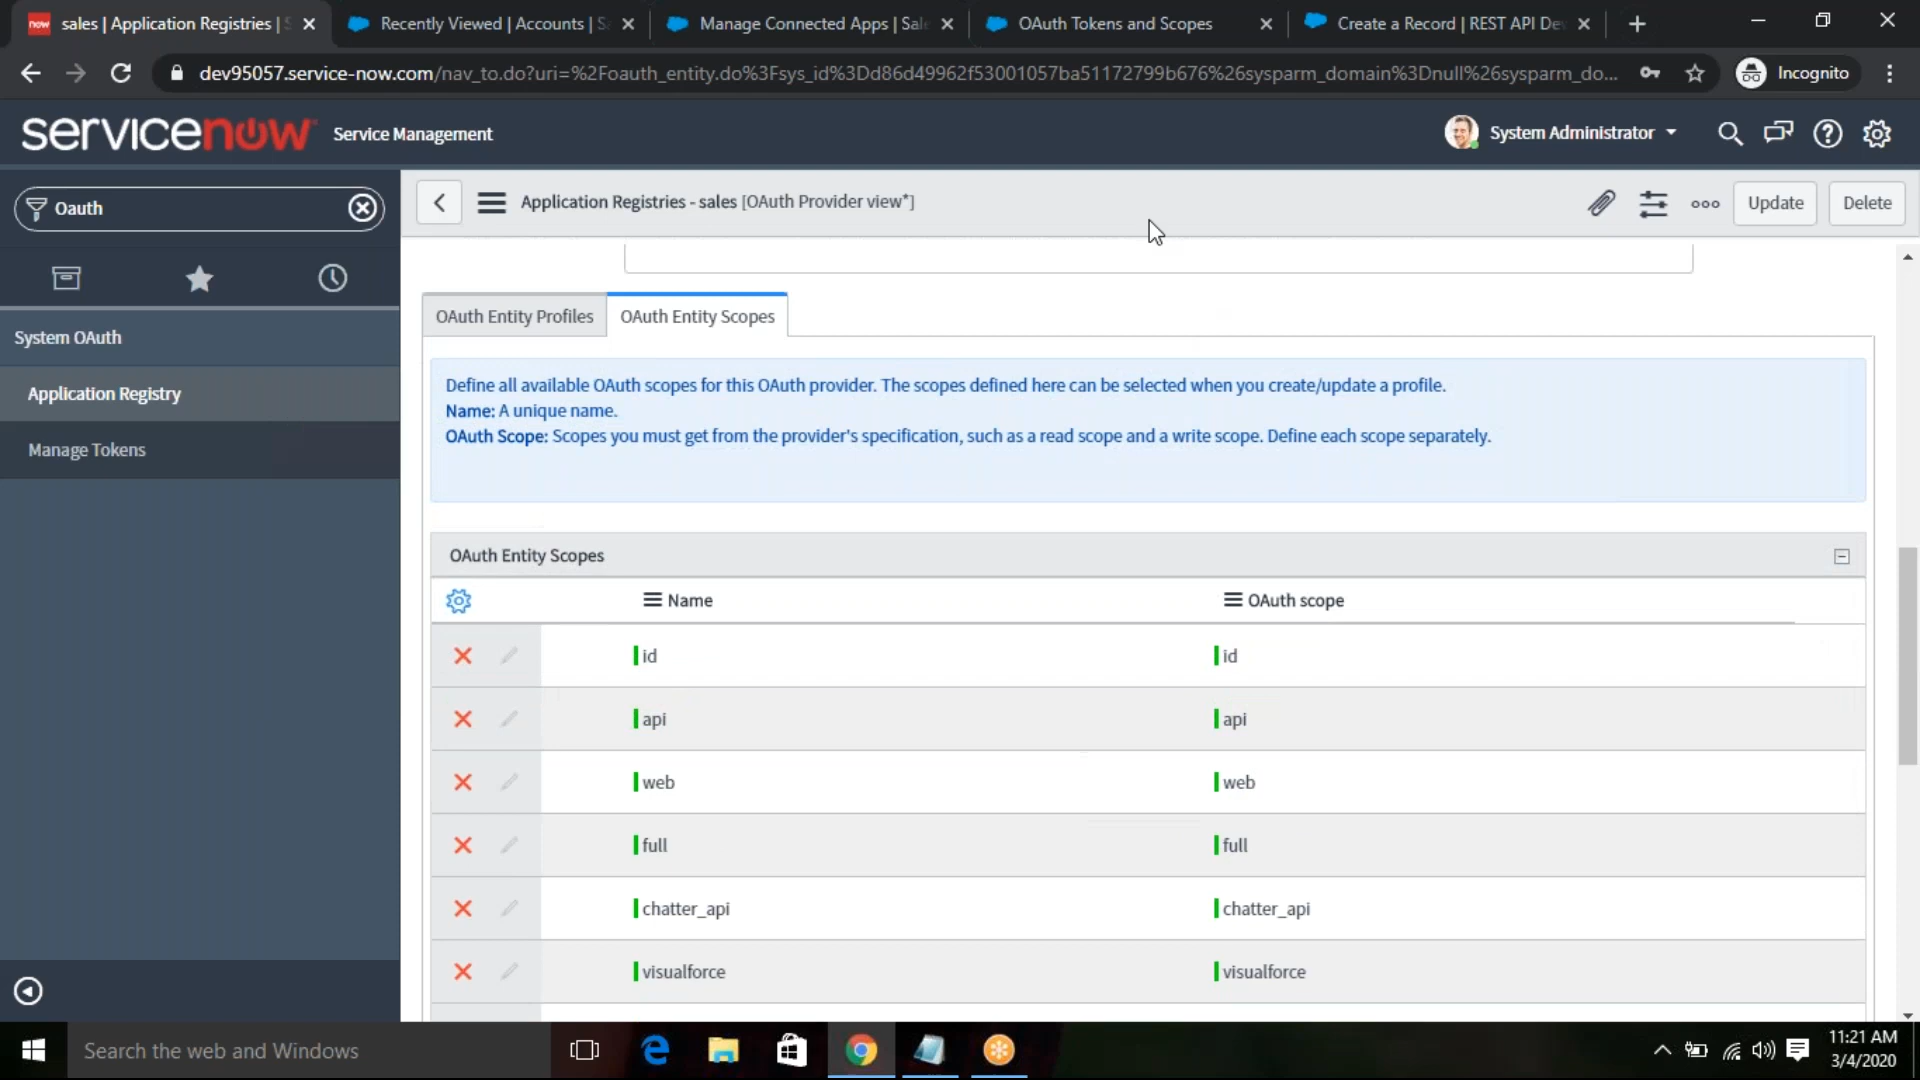 sales | Application Registries |
Recently Viewed | Accounts |
Manage Connected Apps | Sal
OAuth Tokens and Scopes
Create a Record | REST API De
dev95057.service-now.com/nav_to.do?uri=%2Foauth_entity.do%3Fsys_id%3Dd86d49962f53001057ba51172799b676%26sysparm_domain%3Dnull%26sysparm_do...
Incognito
servicenow
Service Management
System Administrator
Oauth
Application Registries - sales [OAuth Provider view*]
Update
Delete
System OAuth
Application Registry
Manage Tokens
OAuth Entity Profiles
OAuth Entity Scopes
Define all available OAuth scopes for this OAuth provider. The scopes defined here can be selected when you create/update a profile.
Name: A unique name.
OAuth Scope: Scopes you must get from the provider's specification, such as a read scope and a write scope. Define each scope separately.
OAuth Entity Scopes
Name OAuth scope
id id
api api
web web
full full
chatter_api chatter_api
visualforce visualforce
Search the web and Windows
11:21 AM
3/4/2020